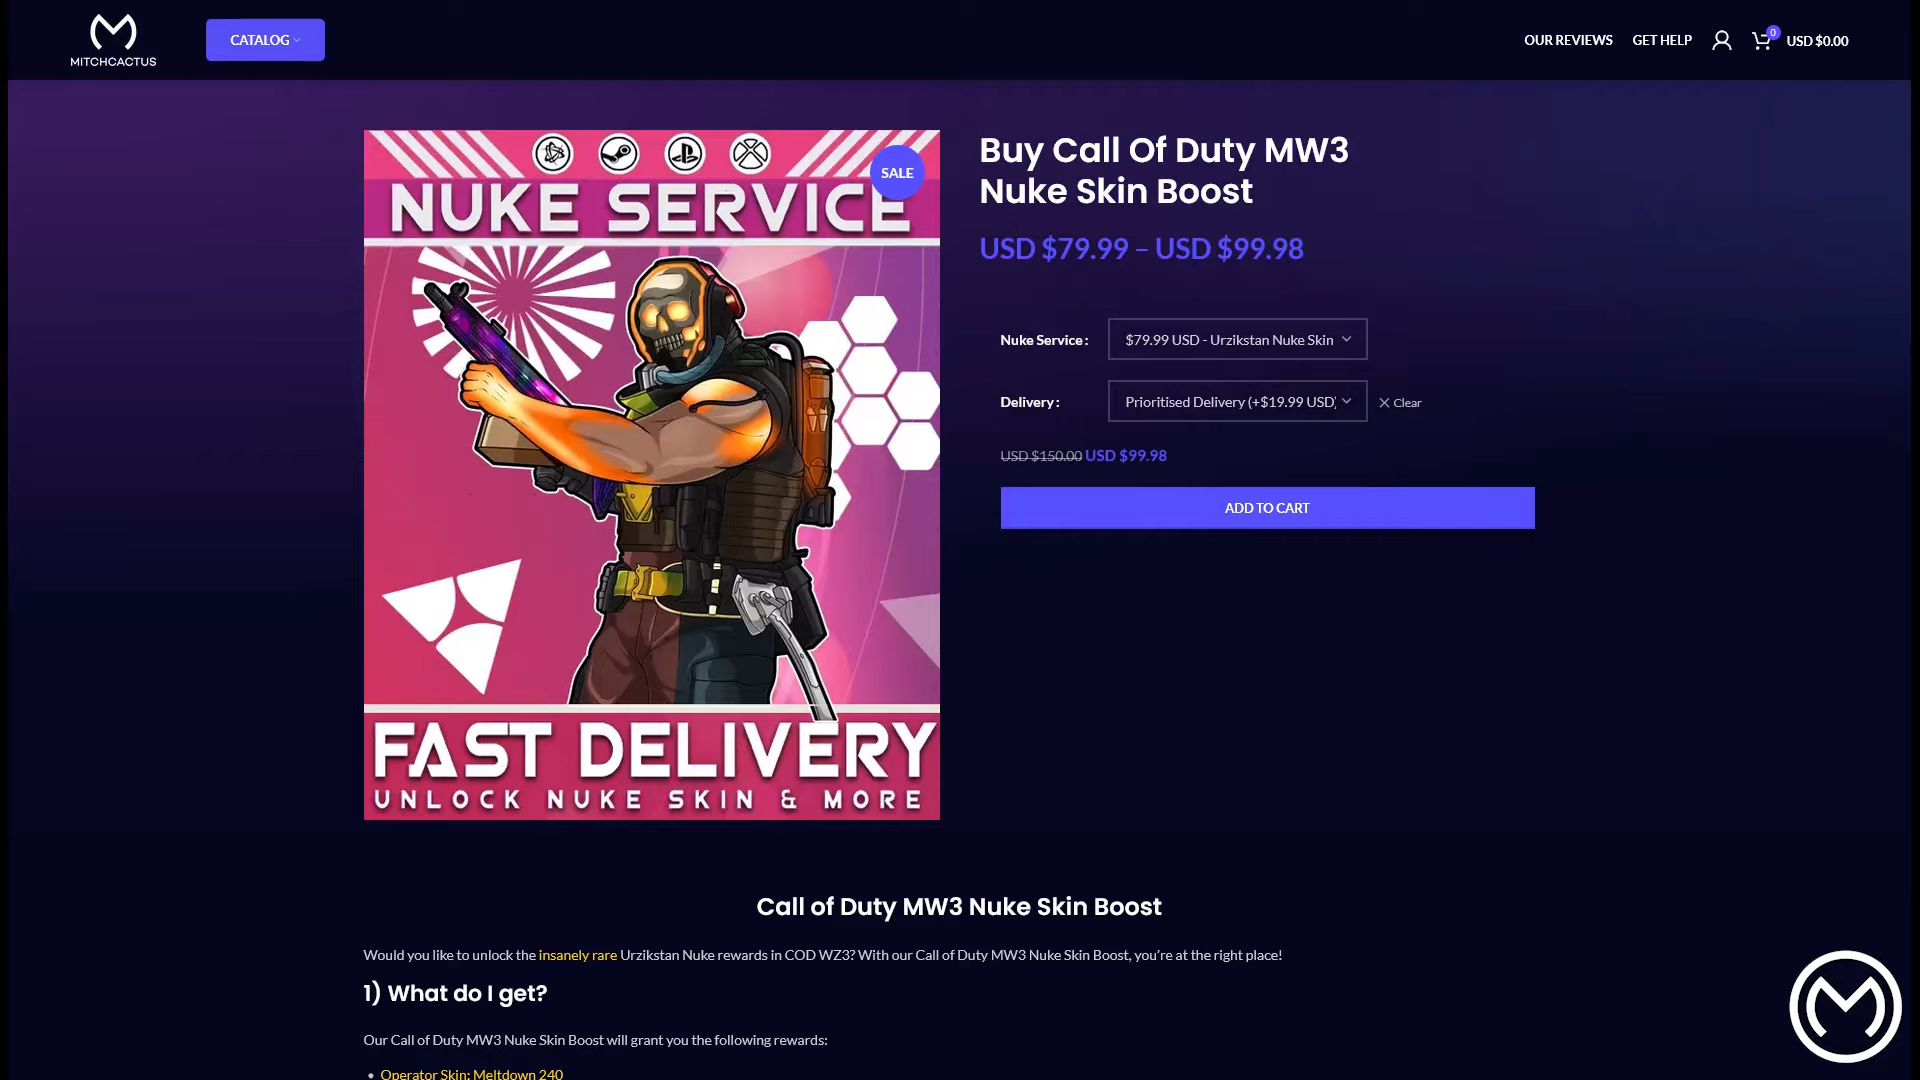 MITCHCACTUS
CATALOG
OUR REVIEWS
GET HELP
0
USD $0.00
NUKE SERVICE
SALE
FAST DELIVERY
UNLOCK NUKE SKIN & MORE
Buy Call Of Duty MW3
Nuke Skin Boost
USD $79.99 – USD $99.98
Nuke Service :
$79.99 USD - Urzikstan Nuke Skin
Delivery :
Prioritised Delivery (+$19.99 USD)
Clear
USD $150.00 USD $99.98
ADD TO CART
Call of Duty MW3 Nuke Skin Boost
Would you like to unlock the insanely rare Urzikstan Nuke rewards in COD WZ3? With our Call of Duty MW3 Nuke Skin Boost, you’re at the right place!
1) What do I get?
Our Call of Duty MW3 Nuke Skin Boost will grant you the following rewards:
• Operator Skin: Meltdown 240